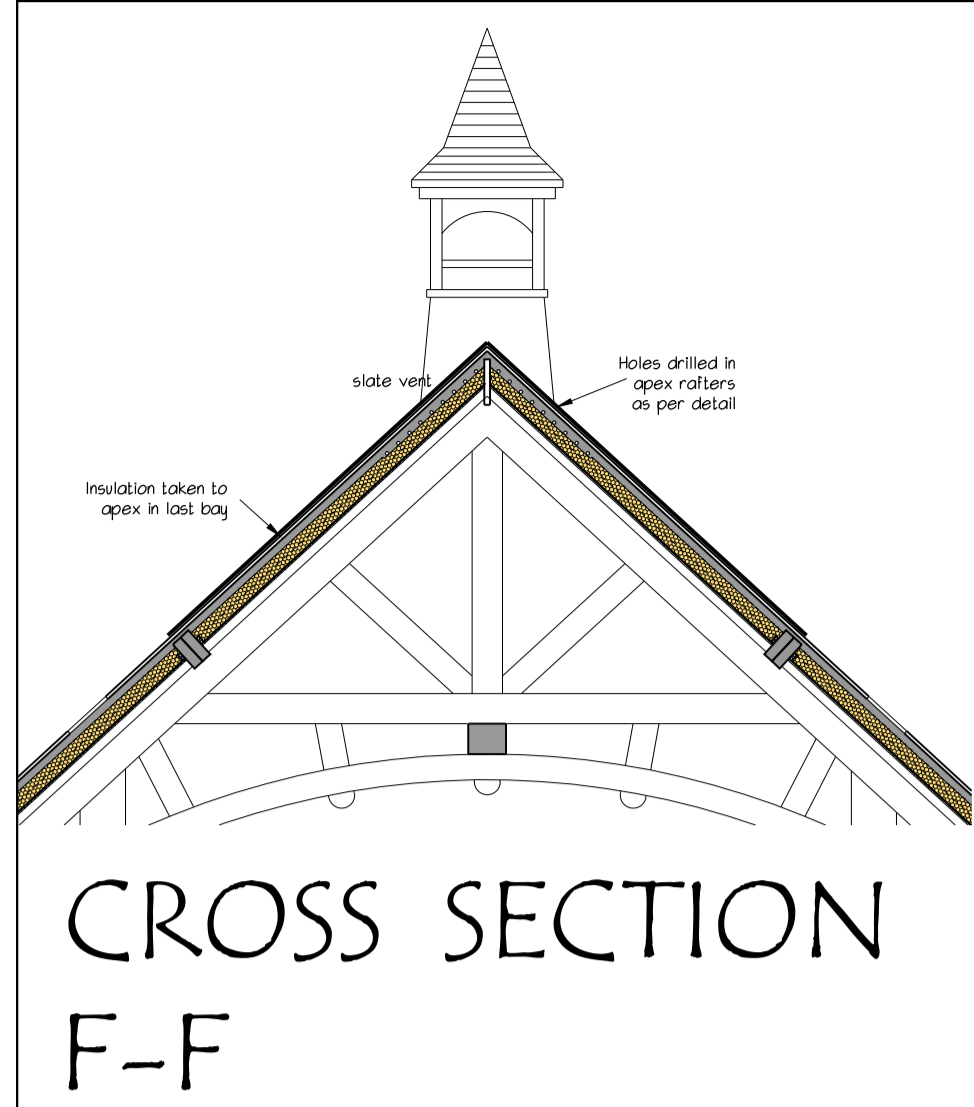 slate vent
Holes drilled in
apex rafters
as per detail
Insulation taken to
apex in last bay
CROSS SECTION
F-F